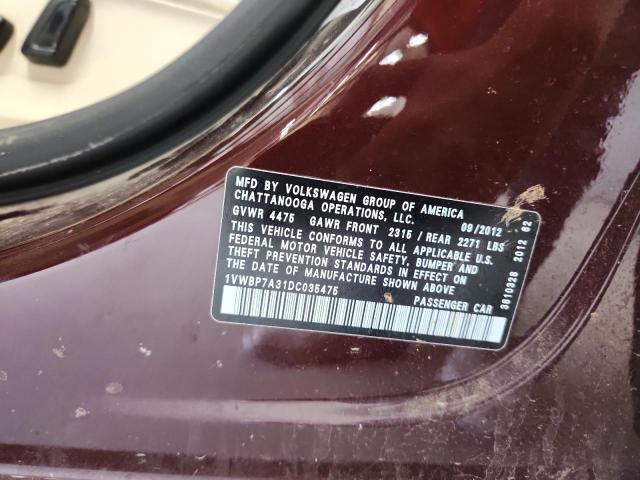 MFD BY VOLKSWAGEN GROUP OF AMERICA
CHATTANOOGA OPERATIONS, LLC. 09/2012
GVWR 4475 GAWR FRONT 2315 / REAR 2271 LBS
THIS VEHICLE CONFORMS TO ALL APPLICABLE U.S.
FEDERAL MOTOR VEHICLE SAFETY, BUMPER AND
THEFT PREVENTION STANDARDS IN EFFECT ON
THE DATE OF MANUFACTURE SHOWN ABOVE
1VWBP7A31DC035475 PASSENGER CAR
3610328 2012 02